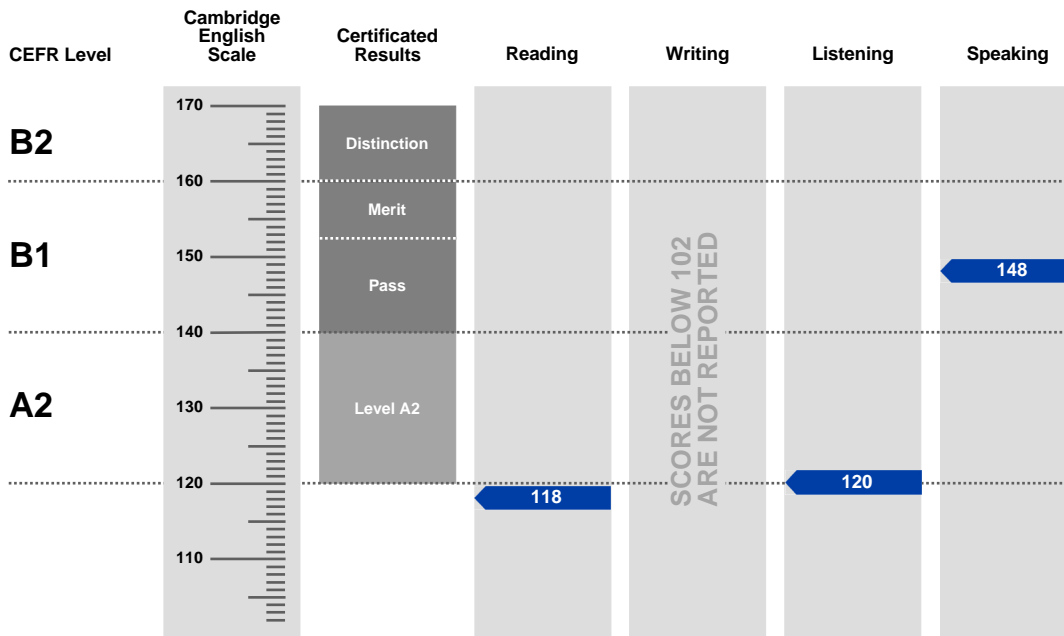 CEFR Level
Cambridge
English
Scale
Certificated
Results
Reading
Writing
Listening
Speaking
170
B2
Distinction
160
Merit
B1
150
148
Pass
140
A2
130
Level A2
SCORES BELOW 102
ARE NOT REPORTED
120
118
120
110